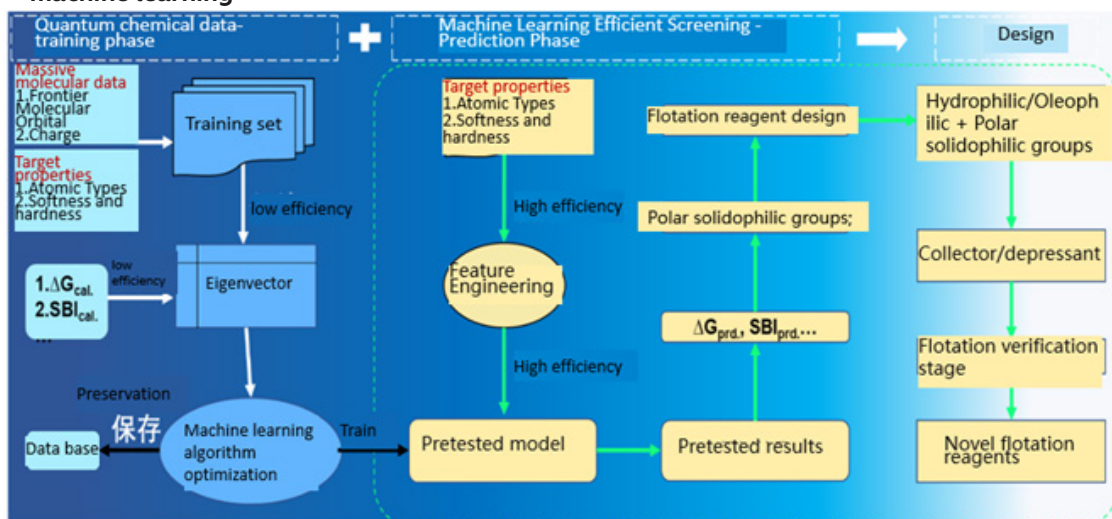 machine learning
Quantum chemical data-
training phase
Machine Learning Efficient Screening -
Prediction Phase
Design
Massive
molecular data
1.Frontier
Molecular
Orbital
2.Charge
Target
properties
1.Atomic Types
2.Softness and
hardness
Training set
low efficiency
1.ΔGcal.
2.SBIcal.
...
low
efficiency
Eigenvector
Preservation
保存
Data base
Machine learning
algorithm
optimization
Train
Target properties
1.Atomic Types
2.Softness and
hardness
High efficiency
Feature
Engineering
High efficiency
Pretested model
Pretested results
ΔGprd., SBIprd....
Polar solidophilic groups;
Flotation reagent design
Hydrophilic/Oleoph
ilic + Polar
solidophilic groups
Collector/depressant
Flotation verification
stage
Novel flotation
reagents